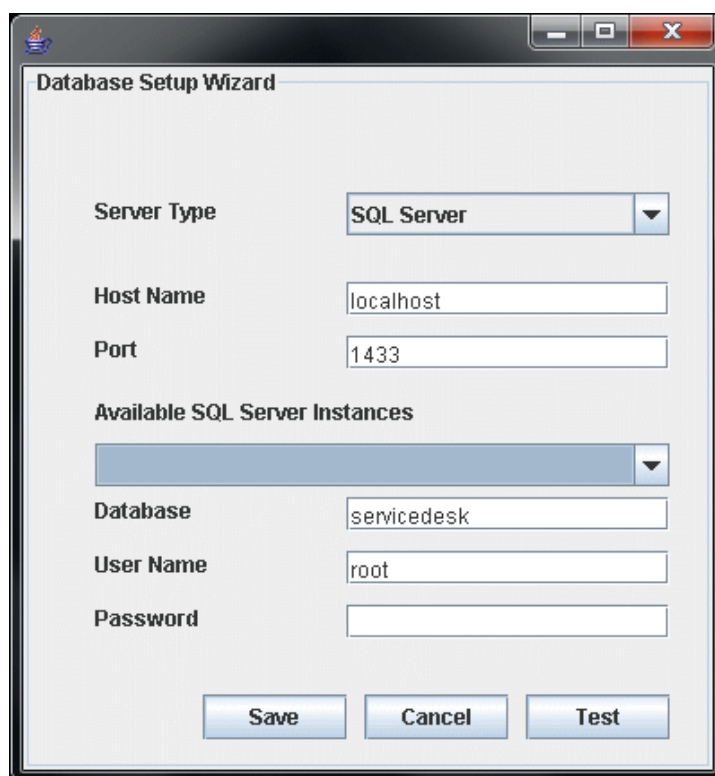 Database Setup Wizard
Server Type SQL Server
Host Name localhost
Port 1433
Available SQL Server Instances
Database servicedesk
User Name root
Password
Save Cancel Test